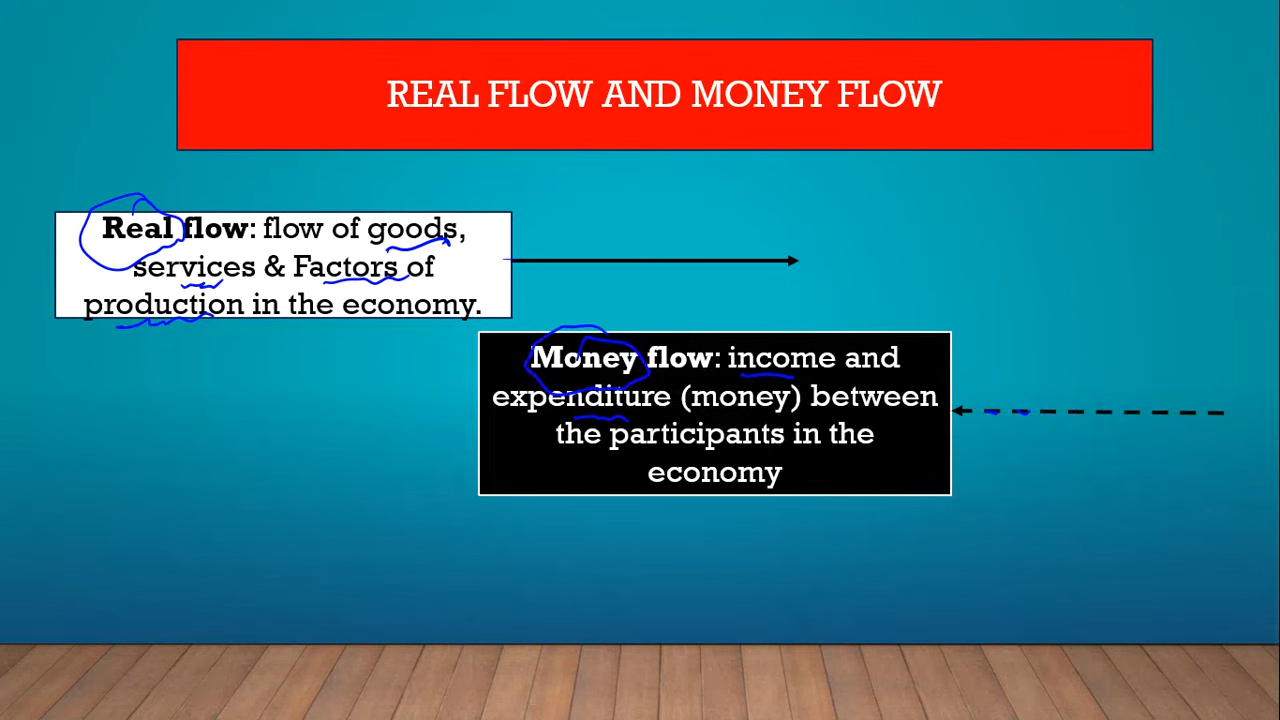 REAL FLOW AND MONEY FLOW
Real flow: flow of goods,
services & Factors of
production in the economy.
Money flow: income and
expenditure (money) between
the participants in the
economy